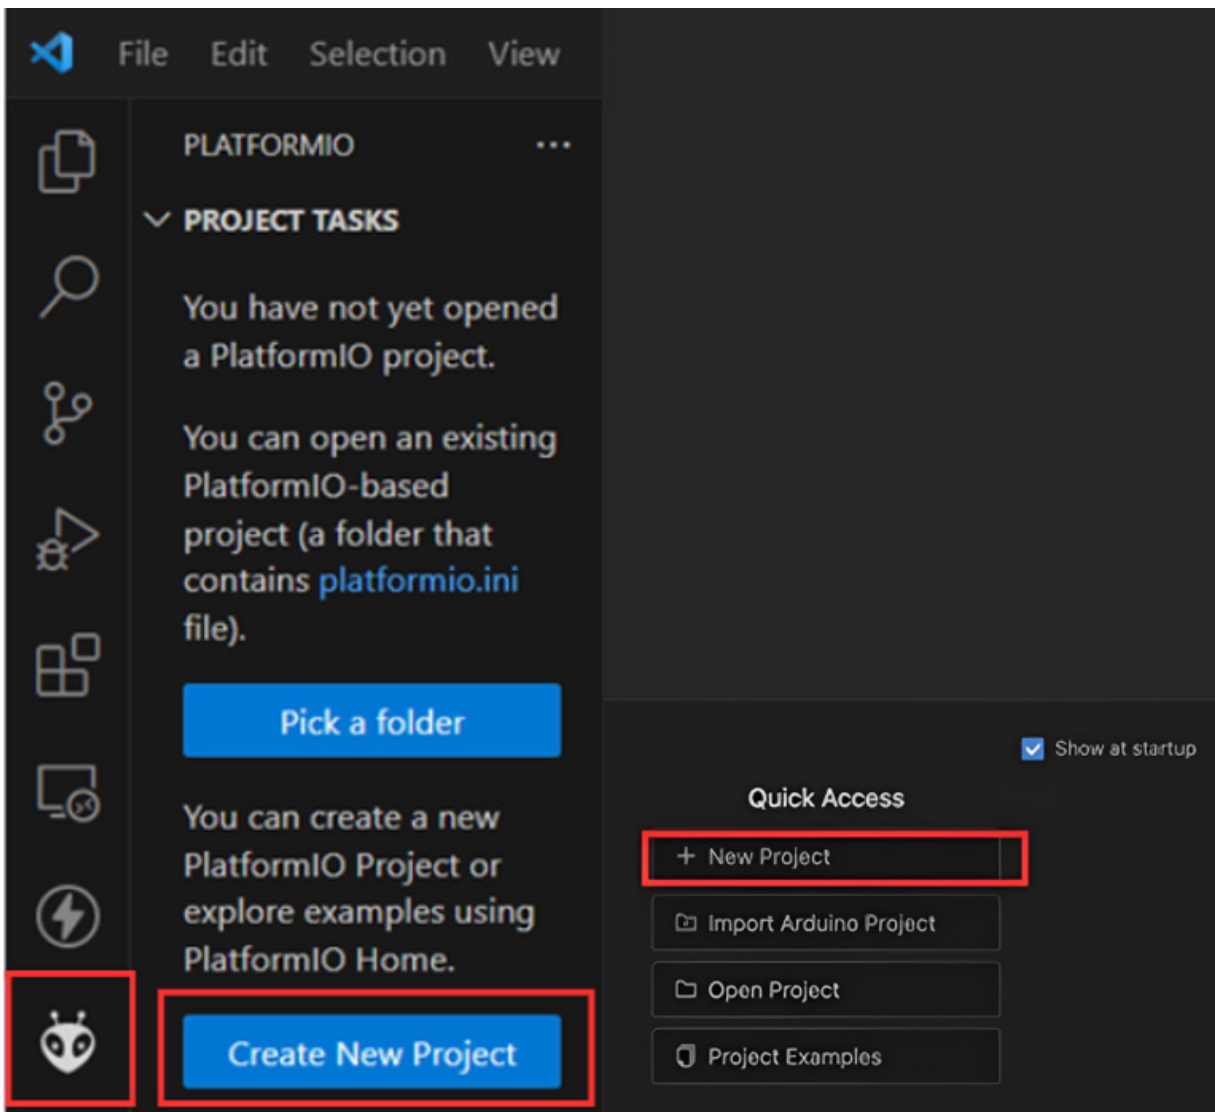 File Edit Selection View
PLATFORMIO
PROJECT TASKS
You have not yet opened
a PlatformIO project.
You can open an existing
PlatformIO-based
project (a folder that
contains platformio.ini
file).
Pick a folder
You can create a new
PlatformIO Project or
explore examples using
PlatformIO Home.
Create New Project
Show at startup
Quick Access
+ New Project
Import Arduino Project
Open Project
Project Examples